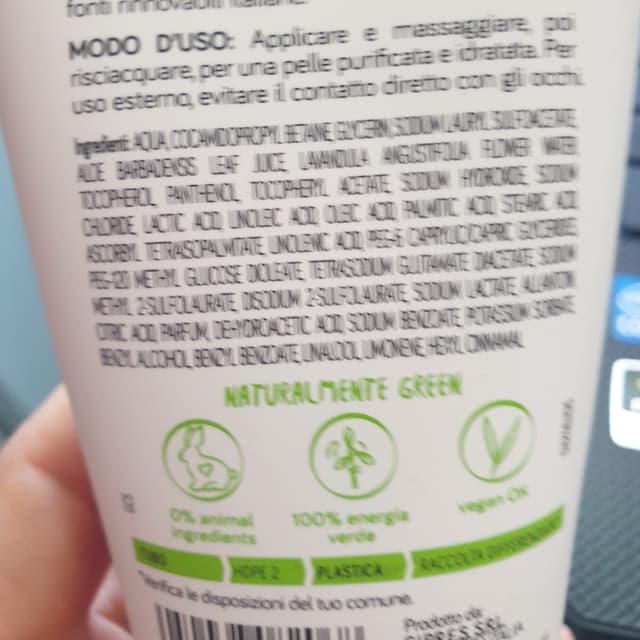 fonti rinnovabili italiane.
MODO D'USO: Applicare e massaggiare, poi
risciacquare, per una pelle purificata e idratata. Per
uso esterno, evitare il contatto diretto con gli occhi.
Ingredienti: AQUA, COCAMIDOPROPYL BETAINE, GLYCERIN, SODIUM LAURYL SULFOACETATE,
ALOE BARBADENSIS LEAF JUICE, LAVANDULA ANGUSTIFOLIA FLOWER WATER,
TOCOPHEROL, PANTHENOL, TOCOPHERYL ACETATE, SODIUM HYDROXIDE, SODIUM
CHLORIDE, LACTIC ACID, LINOLEIC ACID, OLEIC ACID, PALMITIC ACID, STEARIC ACID,
ASCORBYL TETRAISOPALMITATE, LINOLENIC ACID, PEG-6 CAPRYLIC/CAPRIC GLYCERIDES,
PEG-120 METHYL GLUCOSE DIOLEATE, TETRASODIUM GLUTAMATE DIACETATE, SODIUM
METHYL 2-SULFOLAURATE, DISODIUM 2-SULFOLAURATE, SODIUM LACTATE, ALLANTOIN,
CITRIC ACID, PARFUM, DEHYDROACETIC ACID, SODIUM BENZOATE, POTASSIUM SORBATE,
BENZYL ALCOHOL, BENZYL BENZOATE, LINALOOL, LIMONENE, HEXYL CINNAMAL.
NATURALMENTE GREEN
0% animal
ingredients
100% energia
verde
vegan OK
TUBO
HDPE 2
PLASTICA
RACCOLTA DIFFERENZIATA
*Verifica le disposizioni del tuo comune.
Prodotto da